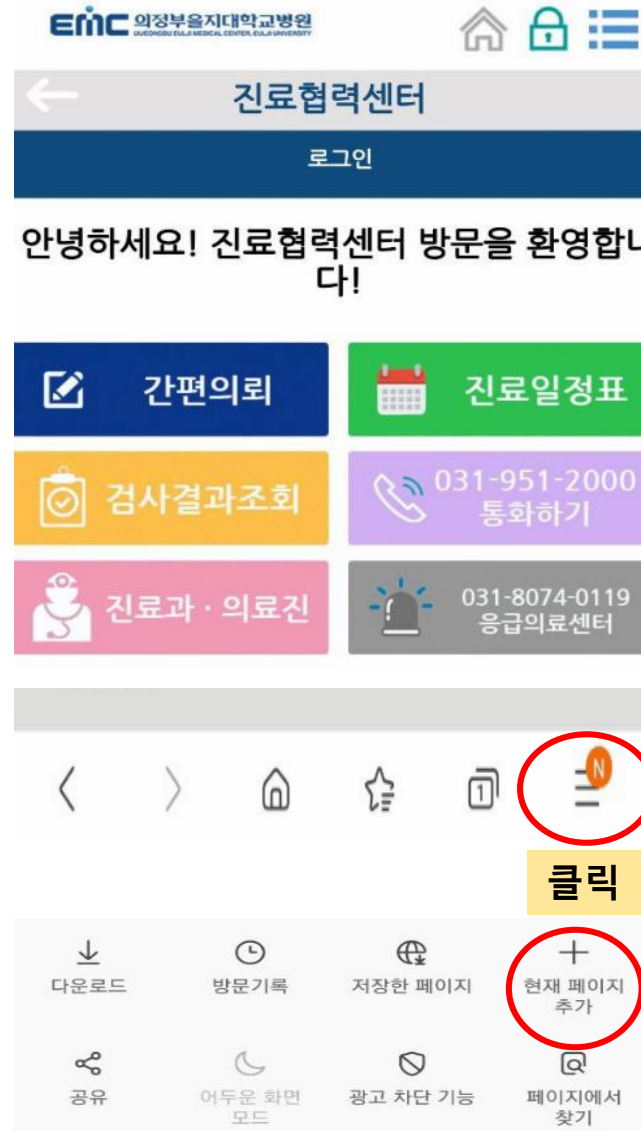 EMC 의정부을지대학교병원
UIJEONGBU EULJI MEDICAL CENTER, EULJI UNIVERSITY
진료협력센터
로그인
안녕하세요! 진료협력센터 방문을 환영합니
다!
간편의뢰
진료일정표
검사결과조회
031-951-2000
통화하기
진료과 · 의료진
031-8074-0119
응급의료센터
1
N
클릭
다운로드
방문기록
저장한 페이지
현재 페이지
추가
공유
어두운 화면
모드
광고 차단 기능
페이지에서
찾기